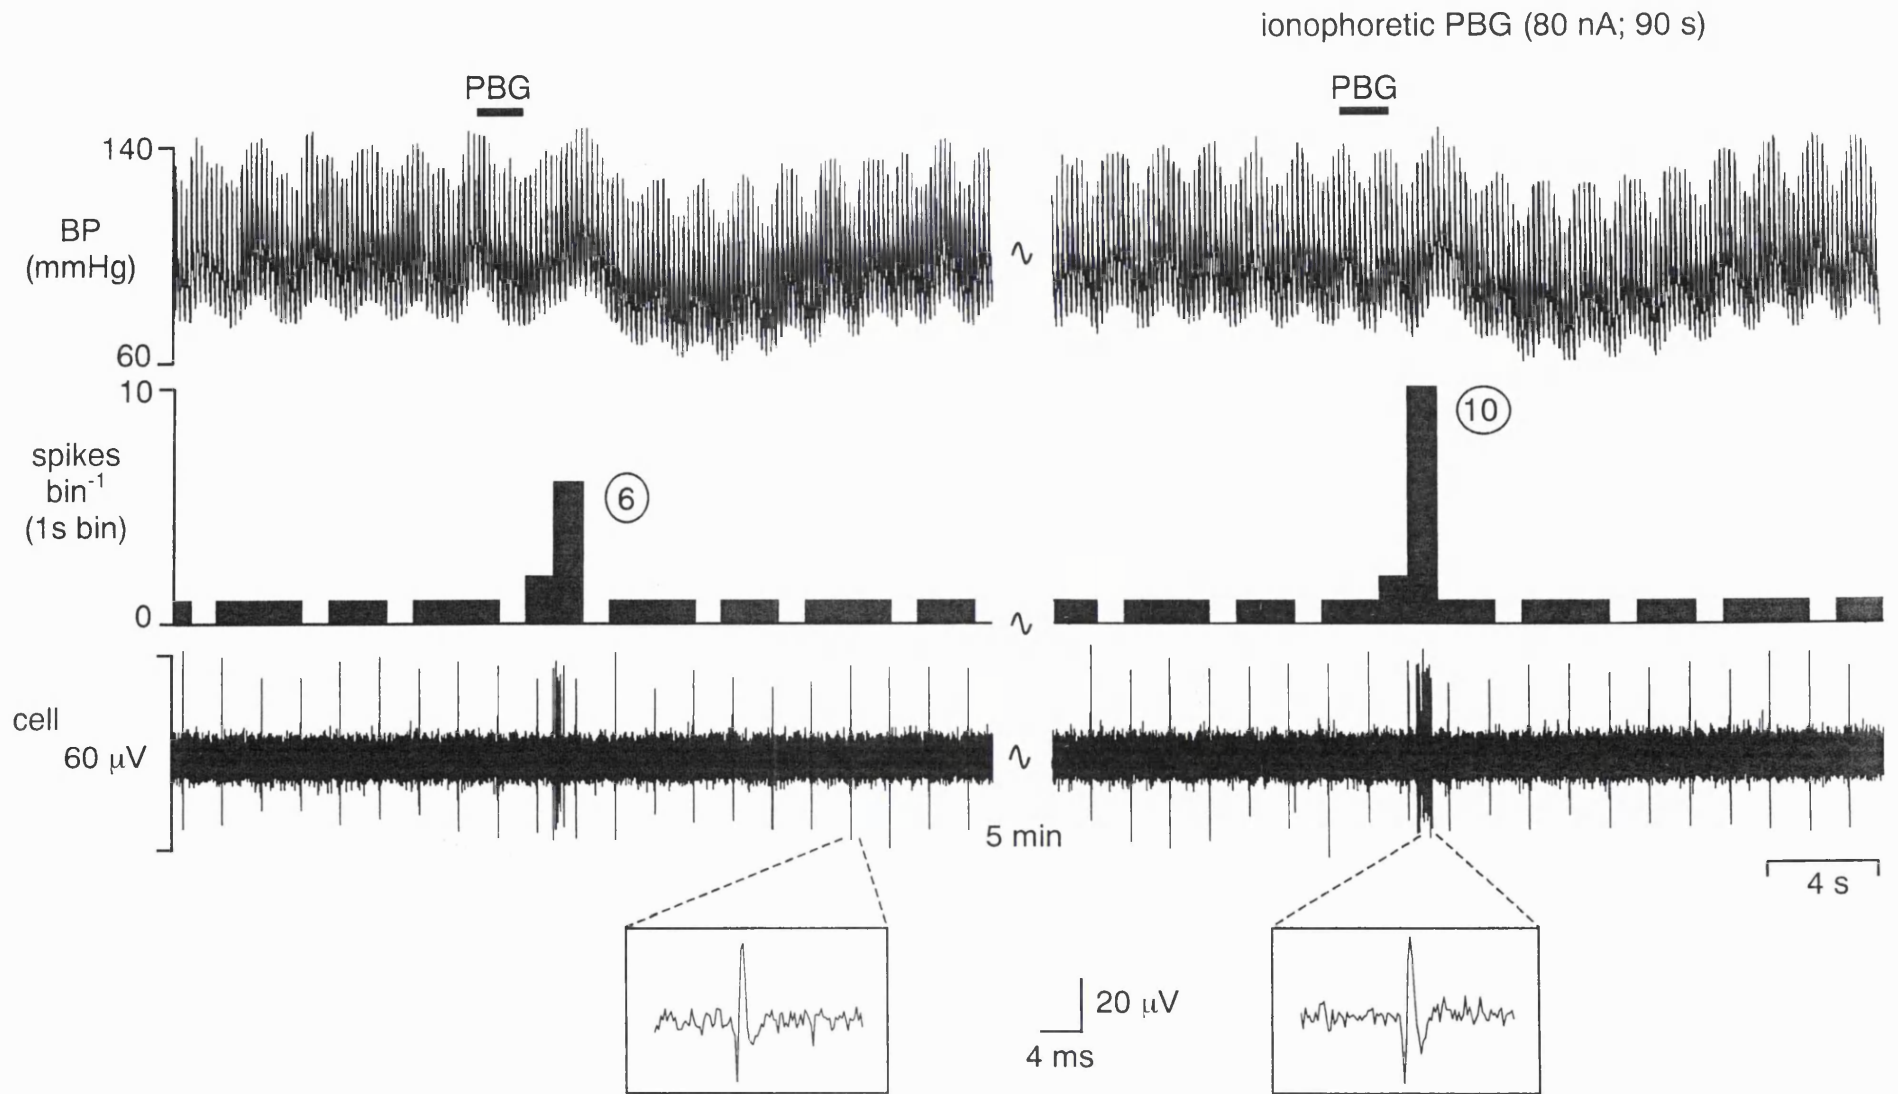 ionophoretic PBG (80 nA; 90 s)
PBG
PBG
140
BP
(mmHg)
60
10
10
spikes
bin-1
(1s bin)
6
0
cell
60 μV
5 min
4 s
20 μV
4 ms